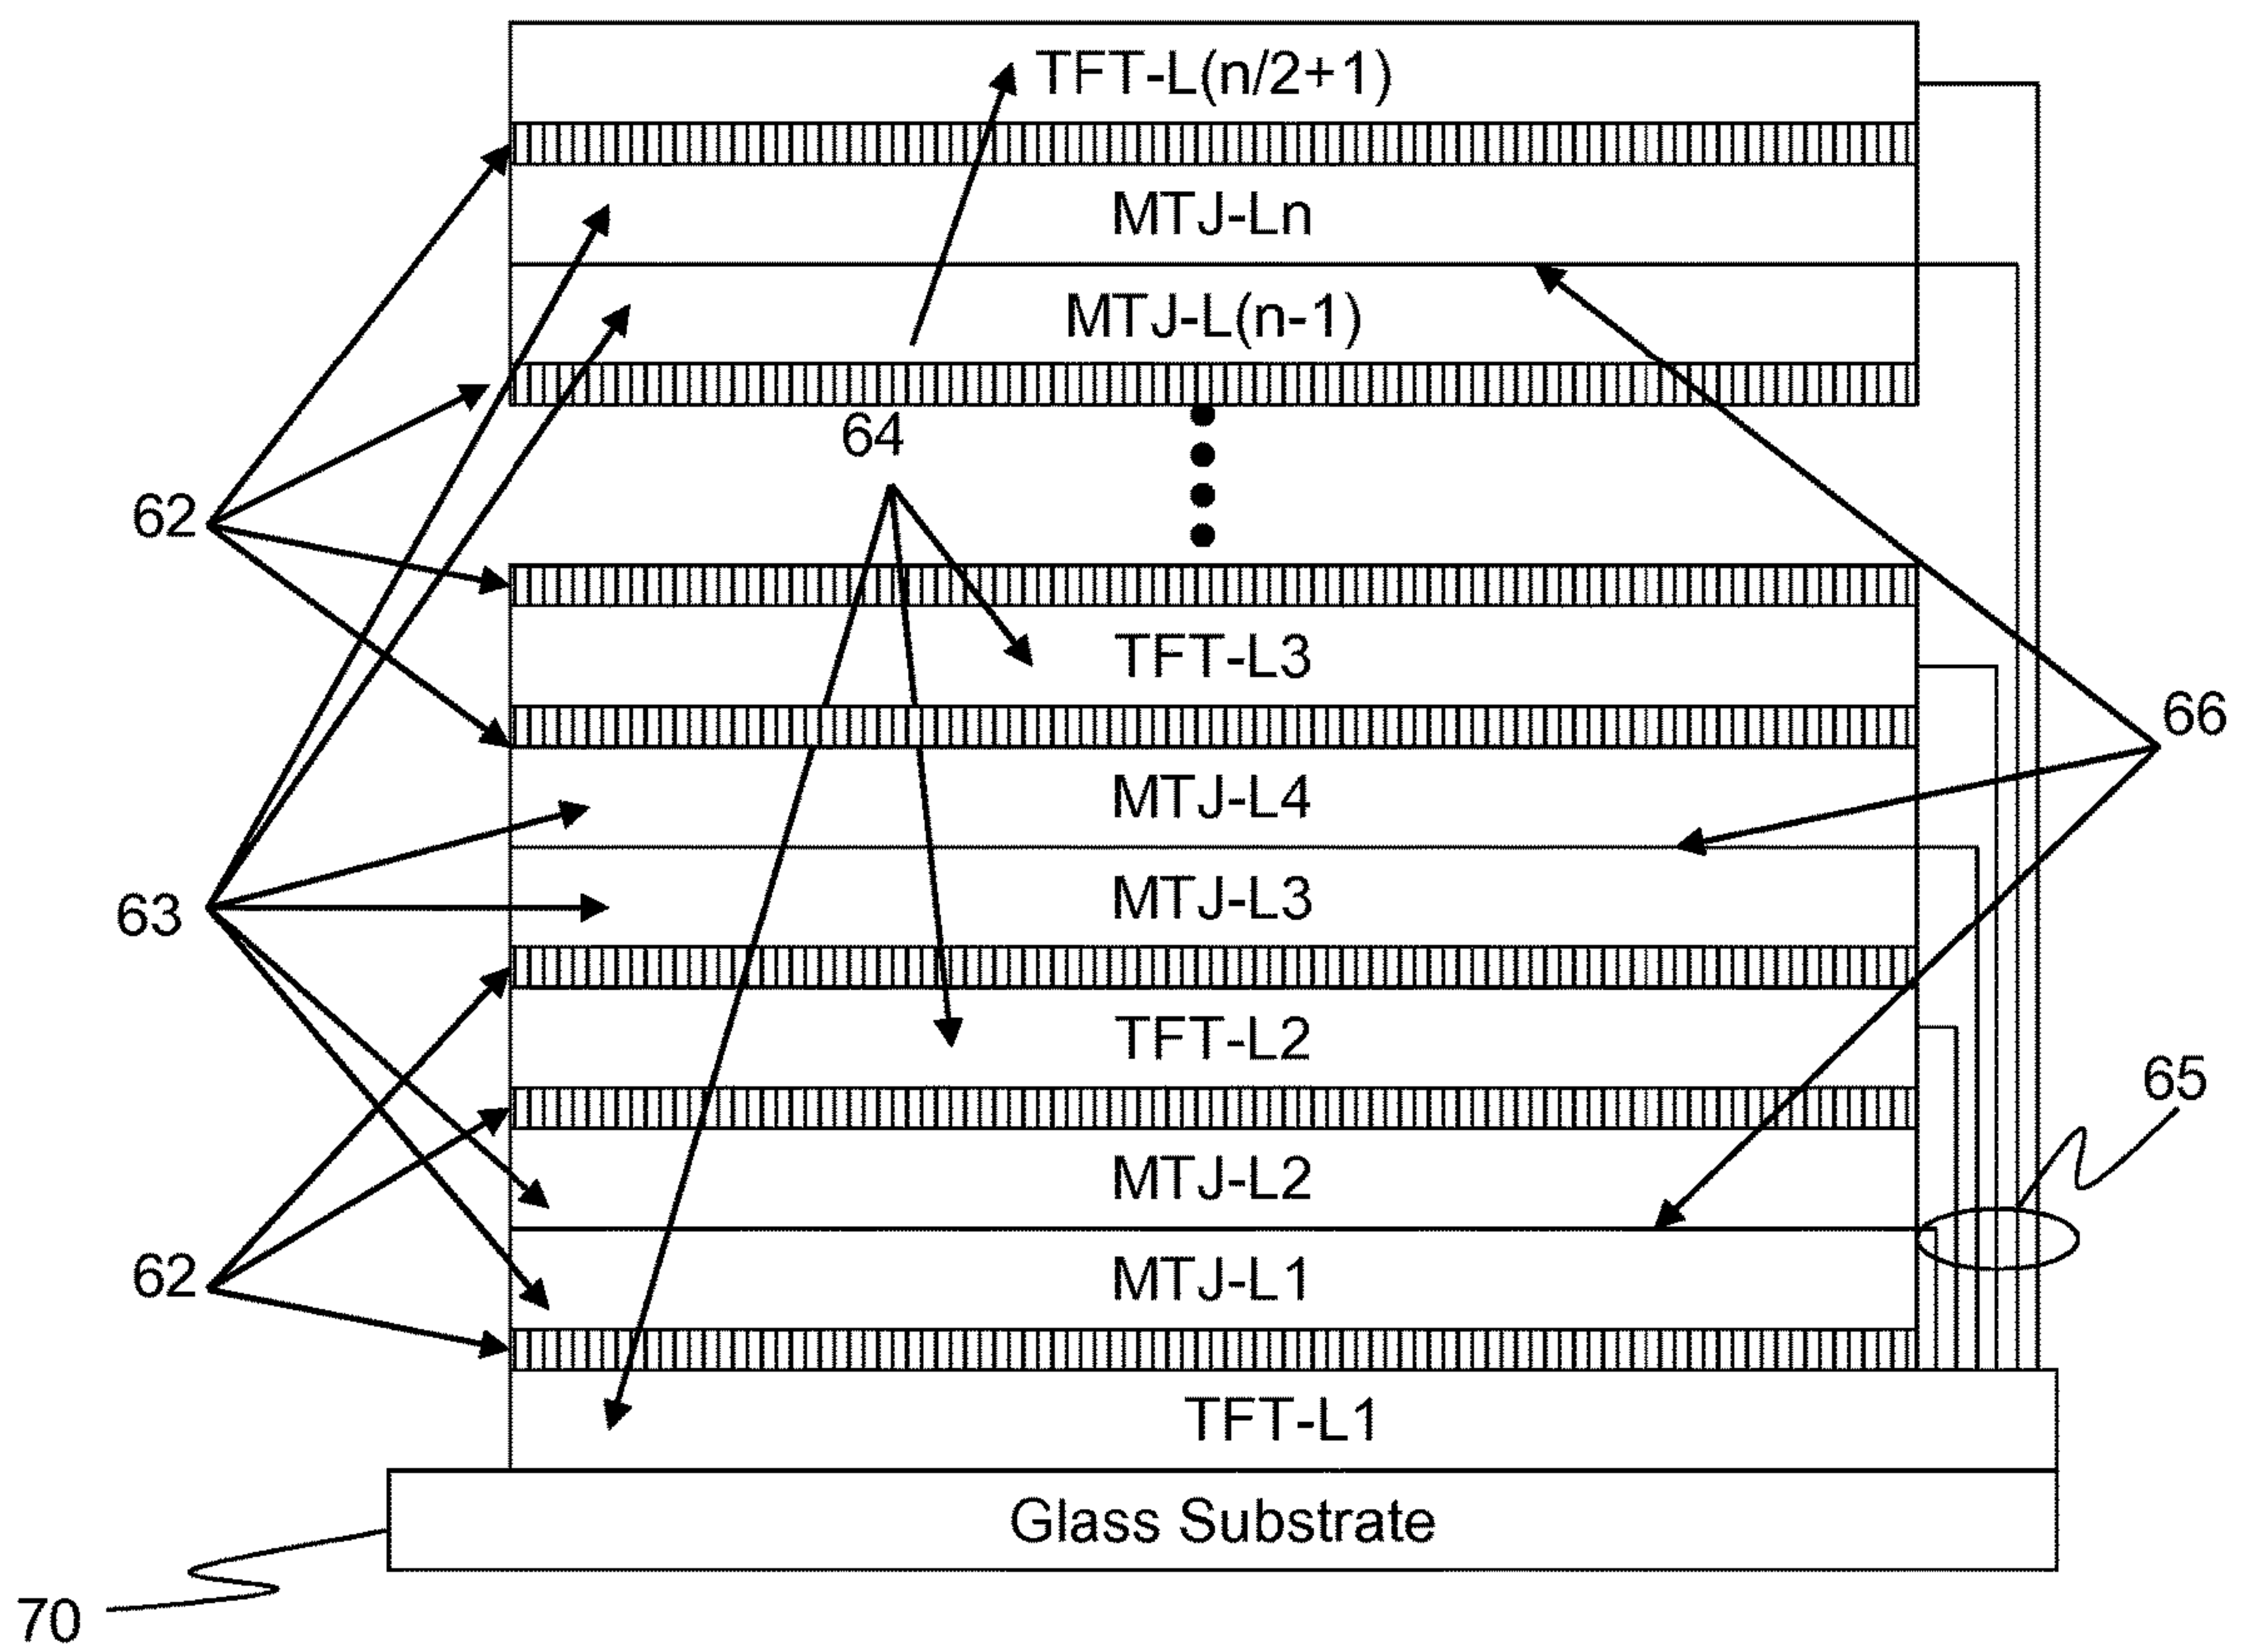 TFT-L(n/2+1)
MTJ-Ln
MTJ-L(n-1)
64
62
TFT-L3
66
MTJ-L4
63
MTJ-L3
TFT-L2
65
MTJ-L2
62
MTJ-L1
TFT-L1
Glass Substrate
70